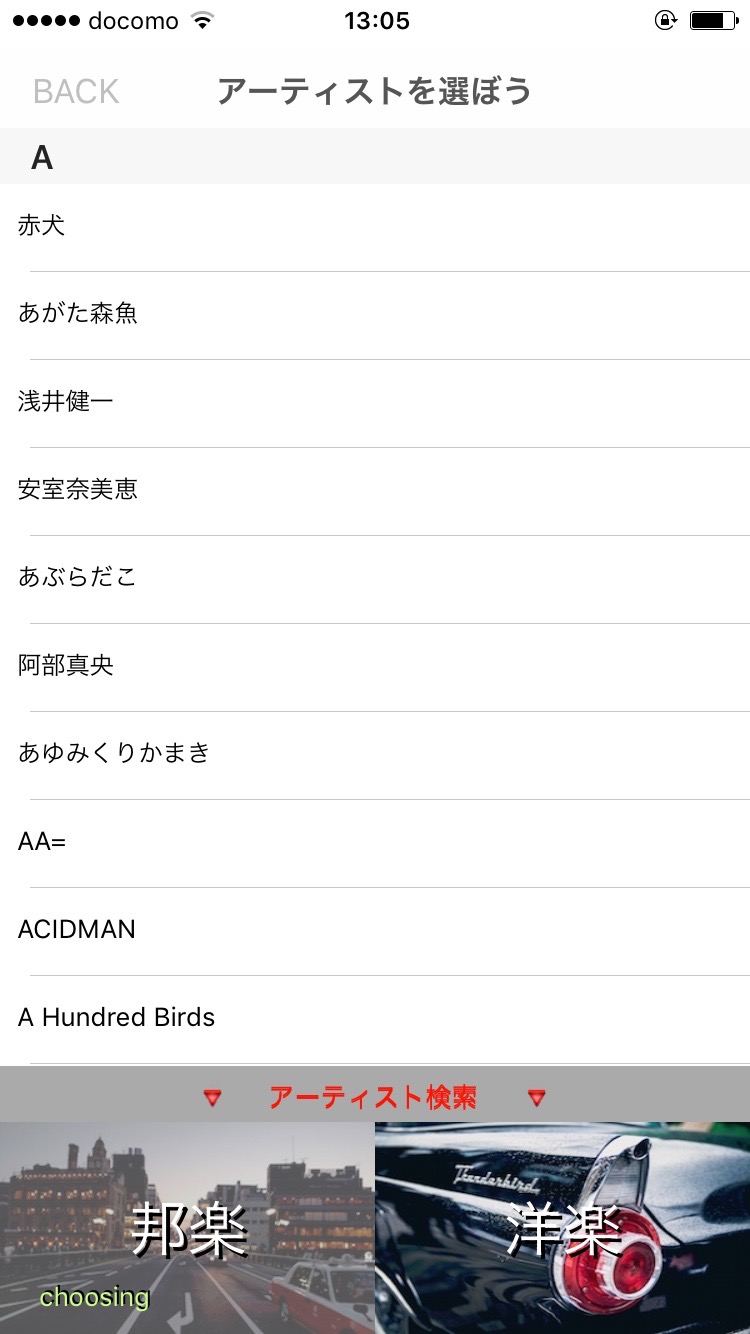 docomo 13:05
BACK アーティストを選ぼう
A
赤犬
あがた森魚
浅井健一
安室奈美恵
あぶらだこ
阿部真央
あゆみくりかまき
AA=
ACIDMAN
A Hundred Birds
アーティスト検索
邦楽
choosing
Thunderbird
洋楽